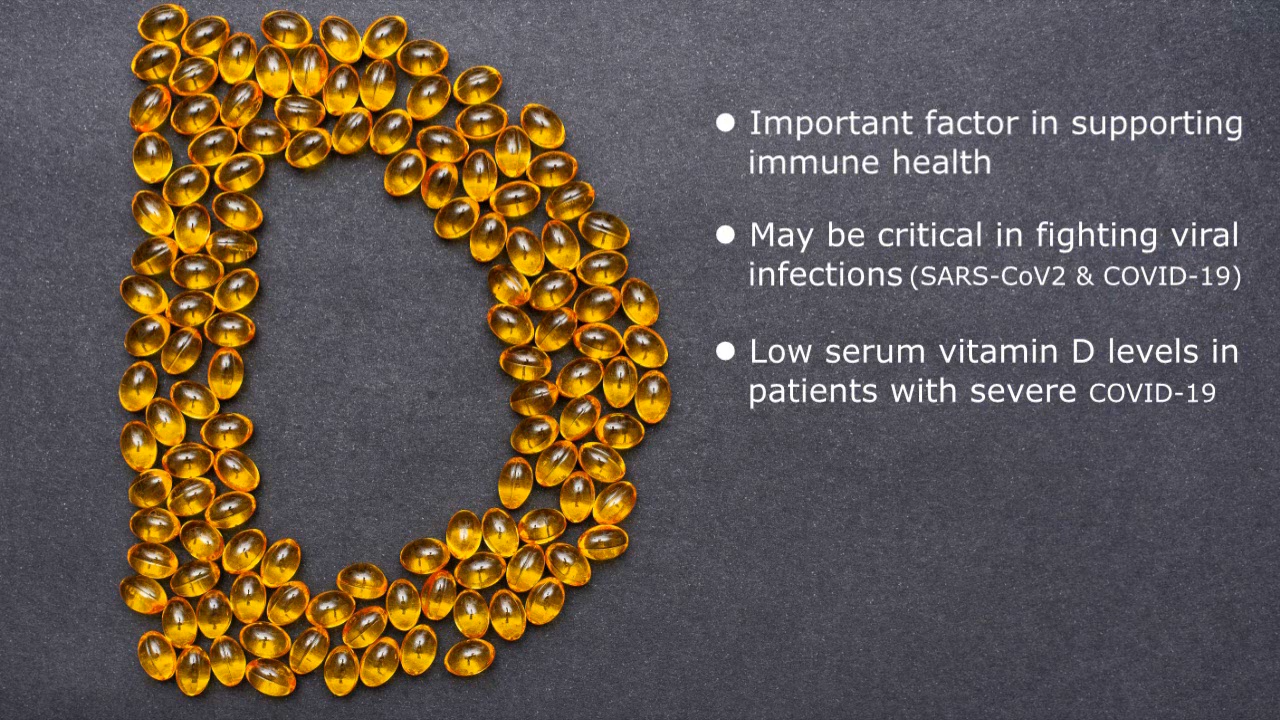 ● Important factor in supporting
immune health
● May be critical in fighting viral
infections (SARS-CoV2 & COVID-19)
● Low serum vitamin D levels in
patients with severe COVID-19